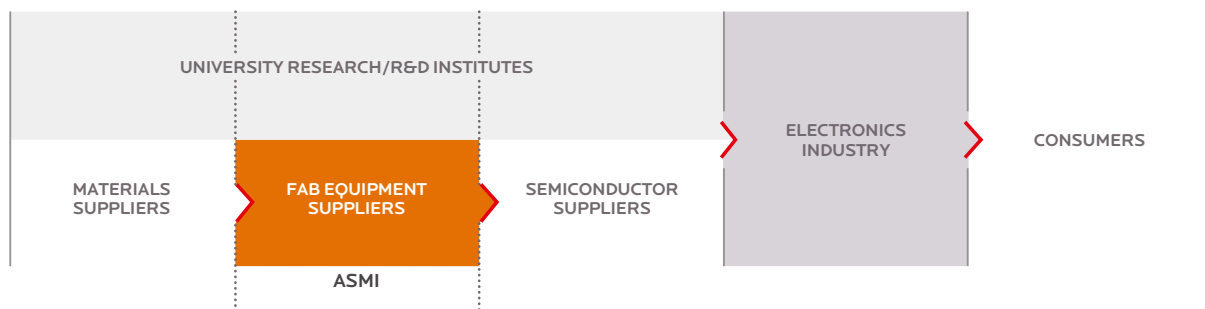 UNIVERSITY RESEARCH/R&D INSTITUTES
MATERIALS
SUPPLIERS
FAB EQUIPMENT
SUPPLIERS
ASMI
SEMICONDUCTOR
SUPPLIERS
ELECTRONICS
INDUSTRY
CONSUMERS